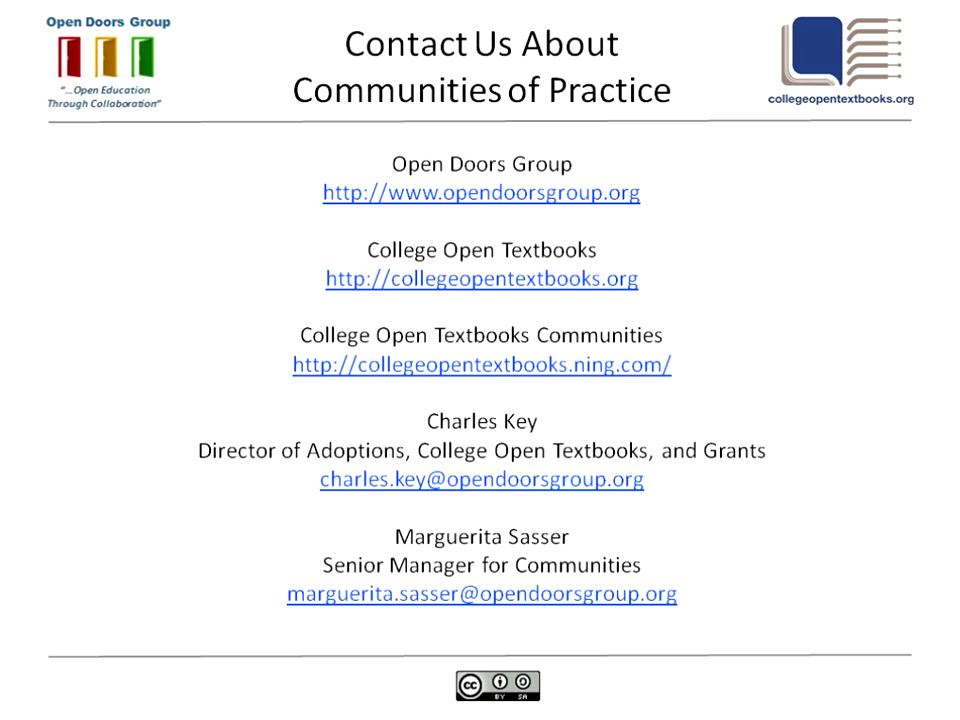 Open Doors Group
"...Open Education
Through Collaboration"
Contact Us About
Communities of Practice
collegeopentextbooks.org
Open Doors Group
http://www.opendoorsgroup.org
College Open Textbooks
http://collegeopentextbooks.org
College Open Textbooks Communities
http://collegeopentextbooks.ning.com/
Charles Key
Director of Adoptions, College Open Textbooks, and Grants
charles.key@opendoorsgroup.org
Marguerita Sasser
Senior Manager for Communities
marguerita.sasser@opendoorsgroup.org
cc BY SA